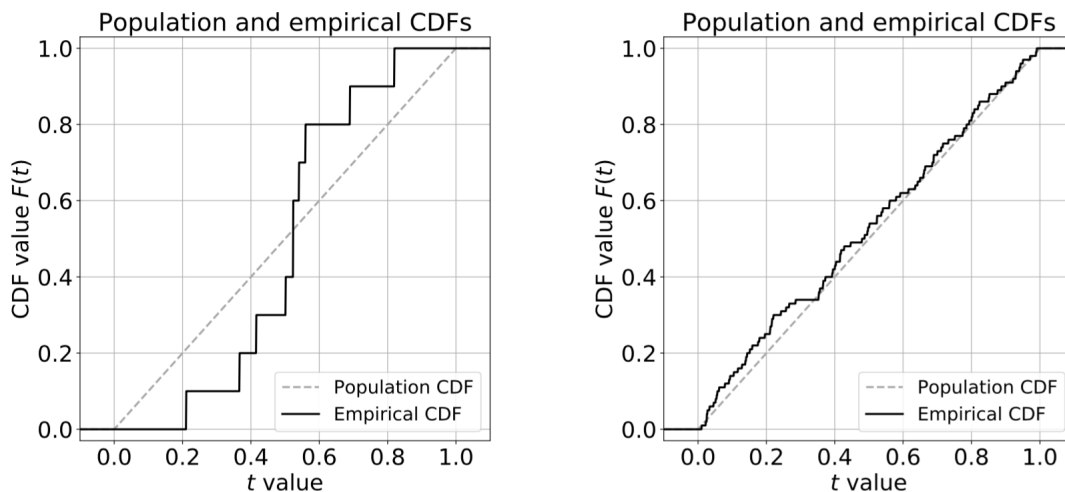 Population and empirical CDFs
CDF value F(t)
1.0
0.8
0.6
0.4
0.2
0.0
Population CDF
Empirical CDF
0.0 0.2 0.4 0.6 0.8 1.0
t value
Population and empirical CDFs
CDF value F(t)
1.0
0.8
0.6
0.4
0.2
0.0
Population CDF
Empirical CDF
0.0 0.2 0.4 0.6 0.8 1.0
t value